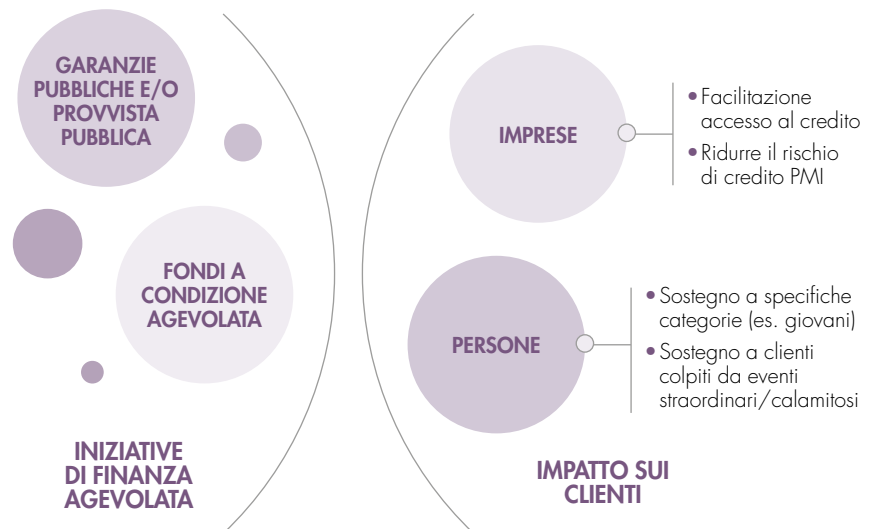 GARANZIE
PUBBLICHE E/O
PROVVISTA
PUBBLICA
FONDI A
CONDIZIONE
AGEVOLATA
INIZIATIVE
DI FINANZA
AGEVOLATA
IMPRESE
• Facilitazione
accesso al credito
• Ridurre il rischio
di credito PMI
PERSONE
• Sostegno a specifiche
categorie (es. giovani)
• Sostegno a clienti
colpiti da eventi
straordinari/calamitosi
IMPATTO SUI
CLIENTI